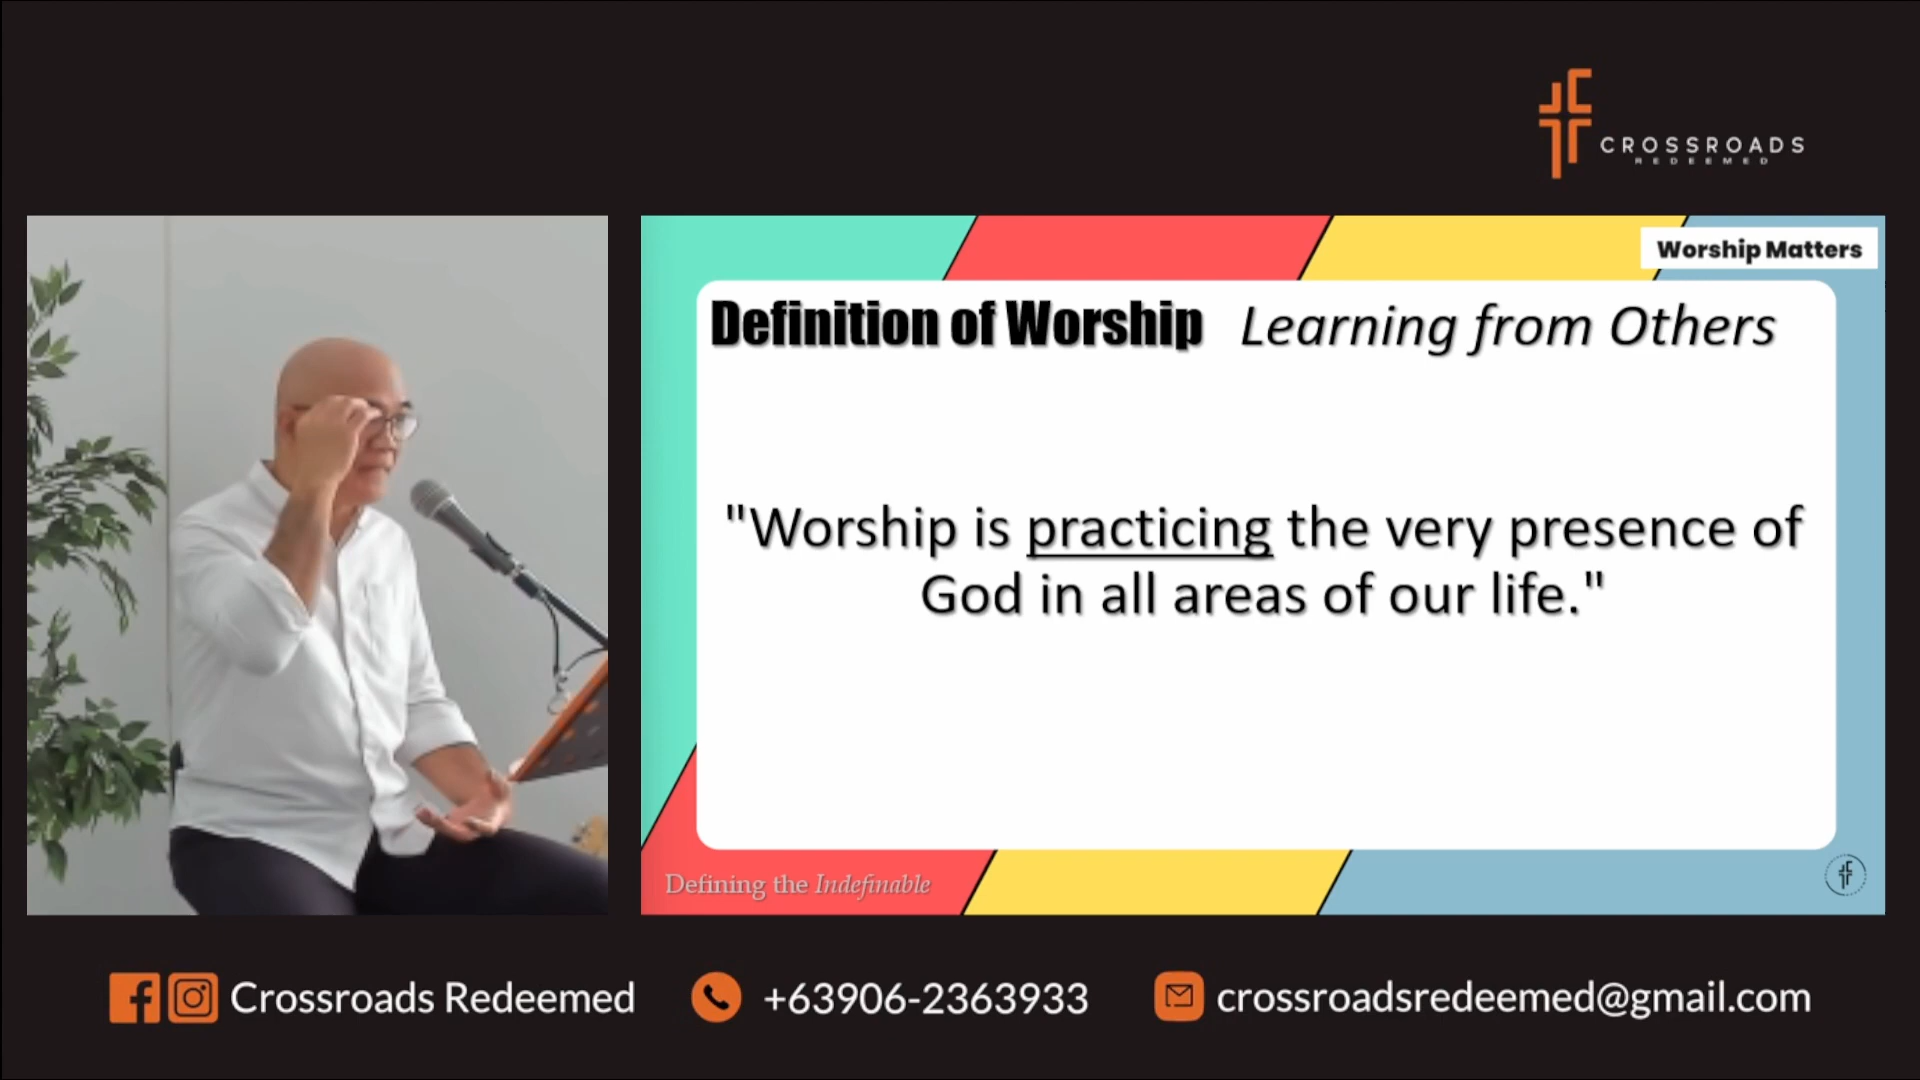 CROSSROADS
REDEEMED
Worship Matters
Definition of Worship Learning from Others
"Worship is practicing the very presence of
God in all areas of our life."
Defining the Indefinable
Crossroads Redeemed
+63906-2363933
crossroadsredeemed@gmail.com